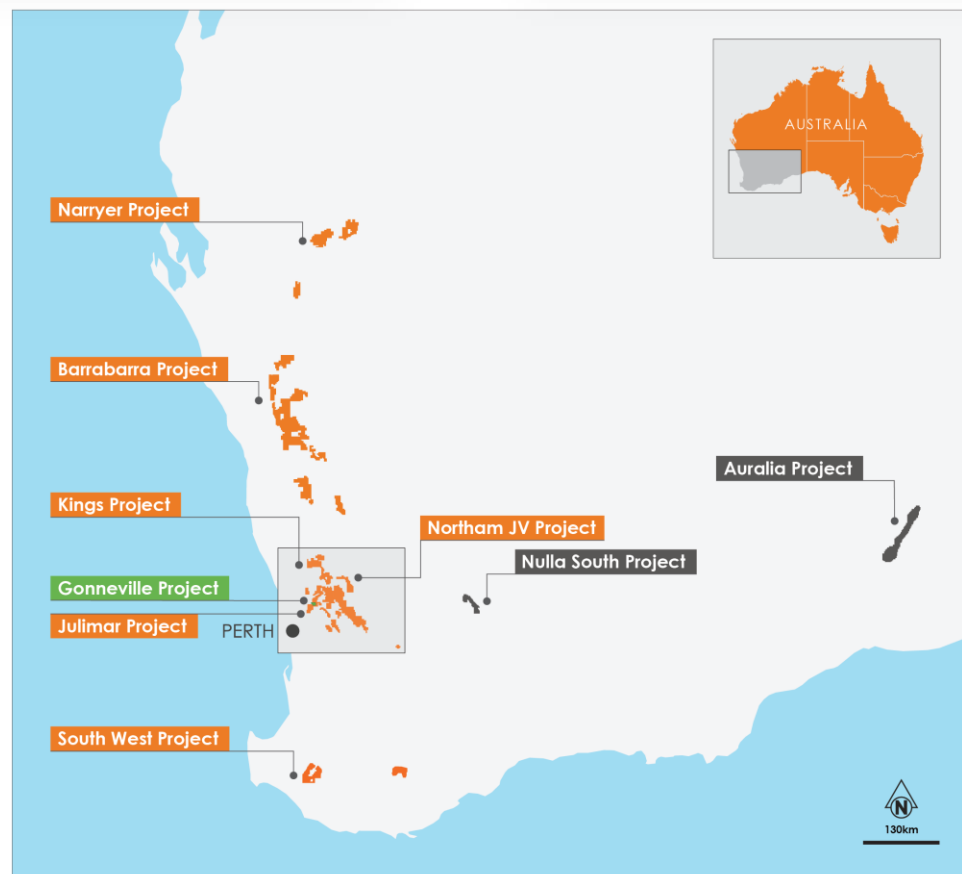 AUSTRALIA
Narryer Project
Barrabarra Project
Auralia Project
Kings Project
Northam JV Project
Nulla South Project
Gonneville Project
Julimar Project
PERTH
South West Project
N
130km